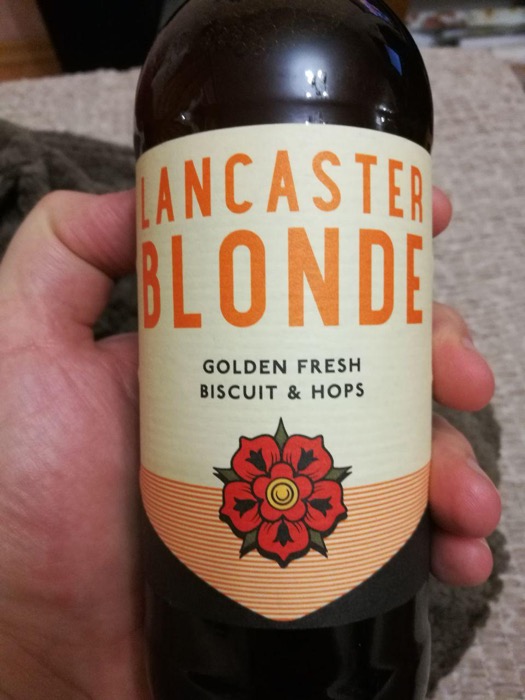 LANCASTER
BLONDE
GOLDEN FRESH
BISCUIT & HOPS